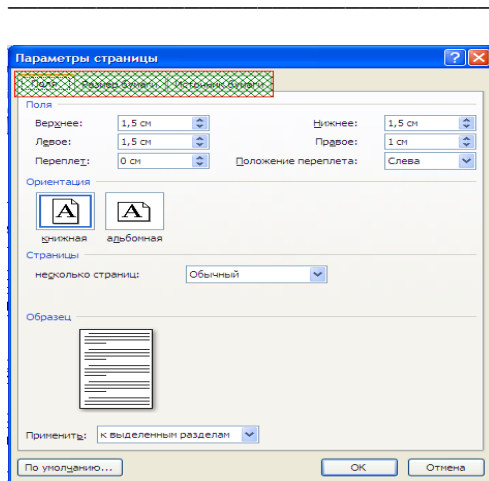 Параметры страницы
Поля Размер бумаги Источник бумаги
Поля
Верхнее: 1,5 см Нижнее: 1,5 см
Левое: 1,5 см Правое: 1 см
Переплет: 0 см Положение переплета: Слева
Ориентация
A A
книжная альбомная
Страницы
несколько страниц: Обычный
Образец
Применить: к выделенным разделам
По умолчанию... ОК Отмена